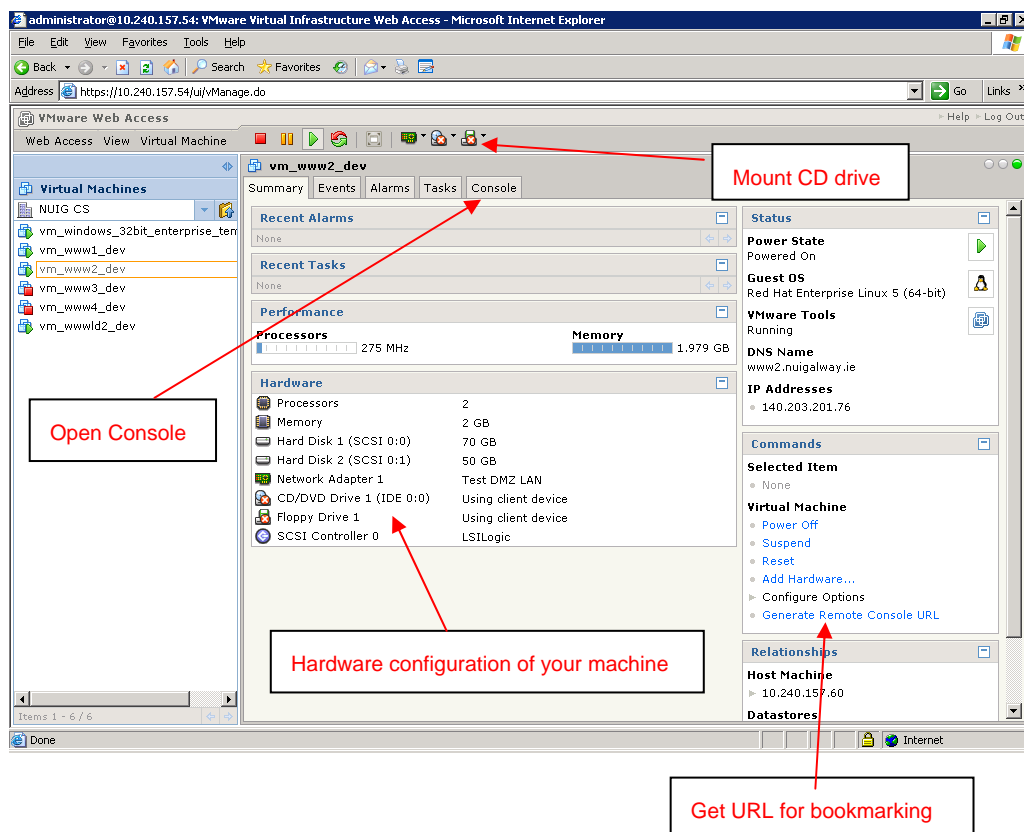 administrator@10.240.157.54: VMware Virtual Infrastructure Web Access - Microsoft Internet Explorer
File Edit View Favorites Tools Help
Back Search Favorites
Address https://10.240.157.54/ui/vManage.do Go Links »
VMware Web Access Help Log Out
Web Access View Virtual Machine
Mount CD drive
Virtual Machines
NUIG CS
vm_windows_32bit_enterprise_tem
vm_www1_dev
vm_www2_dev
vm_www3_dev
vm_www4_dev
vm_wwwld2_dev
Open Console
Items 1 - 6 / 6
vm_www2_dev
Summary Events Alarms Tasks Console
Recent Alarms
None
Recent Tasks
None
Performance
Processors Memory
275 MHz 1.979 GB
Hardware
Processors 2
Memory 2 GB
Hard Disk 1 (SCSI 0:0) 70 GB
Hard Disk 2 (SCSI 0:1) 50 GB
Network Adapter 1 Test DMZ LAN
CD/DVD Drive 1 (IDE 0:0) Using client device
Floppy Drive 1 Using client device
SCSI Controller 0 LSILogic
Hardware configuration of your machine
Status
Power State
Powered On
Guest OS
Red Hat Enterprise Linux 5 (64-bit)
VMware Tools
Running
DNS Name
www2.nuigalway.ie
IP Addresses
140.203.201.76
Commands
Selected Item
None
Virtual Machine
Power Off
Suspend
Reset
Add Hardware...
Configure Options
Generate Remote Console URL
Relationships
Host Machine
10.240.157.60
Datastores
Done Internet
Get URL for bookmarking